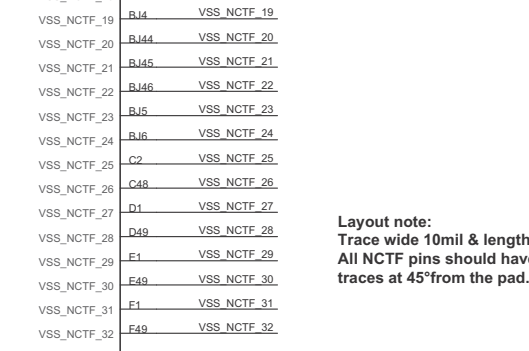 VSS_NCTF_19 BJ4 VSS_NCTF_19
VSS_NCTF_20 BJ44 VSS_NCTF_20
VSS_NCTF_21 BJ45 VSS_NCTF_21
VSS_NCTF_22 BJ46 VSS_NCTF_22
VSS_NCTF_23 BJ5 VSS_NCTF_23
VSS_NCTF_24 BJ6 VSS_NCTF_24
VSS_NCTF_25 C2 VSS_NCTF_25
VSS_NCTF_26 C48 VSS_NCTF_26
VSS_NCTF_27 D1 VSS_NCTF_27
VSS_NCTF_28 D49 VSS_NCTF_28
VSS_NCTF_29 E1 VSS_NCTF_29
VSS_NCTF_30 E49 VSS_NCTF_30
VSS_NCTF_31 F1 VSS_NCTF_31
VSS_NCTF_32 F49 VSS_NCTF_32
Layout note:
Trace wide 10mil & length
All NCTF pins should have
traces at 45°from the pad.